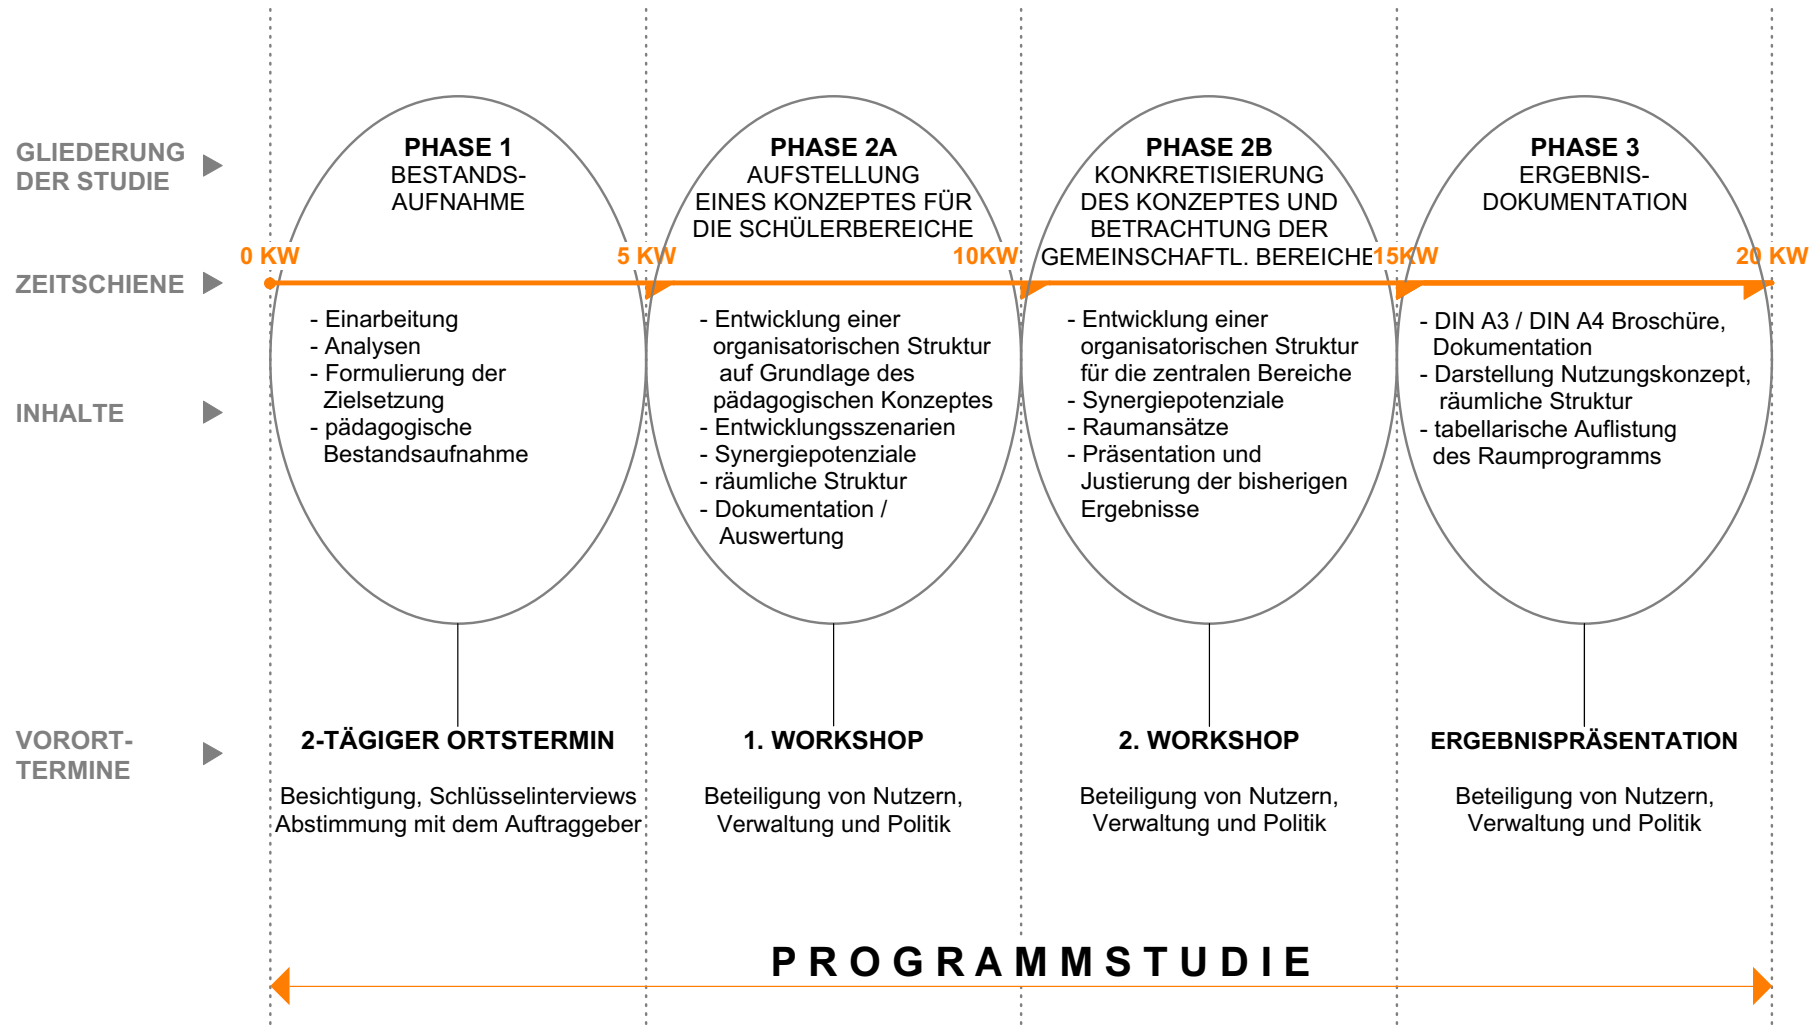 GLIEDERUNG
DER STUDIE
PHASE 1
BESTANDS-
AUFNAHME
PHASE 2A
AUFSTELLUNG
EINES KONZEPTES FÜR
DIE SCHÜLERBEREICHE
PHASE 2B
KONKRETISIERUNG
DES KONZEPTES UND
BETRACHTUNG DER
GEMEINSCHAFTL. BEREICHE
PHASE 3
ERGEBNIS-
DOKUMENTATION
ZEITSCHIENE
0 KW
5 KW
10KW
15KW
20 KW
INHALTE
- Einarbeitung
- Analysen
- Formulierung der
Zielsetzung
- pädagogische
Bestandsaufnahme
- Entwicklung einer
organisatorischen Struktur
auf Grundlage des
pädagogischen Konzeptes
- Entwicklungsszenarien
- Synergiepotenziale
- räumliche Struktur
- Dokumentation /
Auswertung
- Entwicklung einer
organisatorischen Struktur
für die zentralen Bereiche
- Synergiepotenziale
- Raumansätze
- Präsentation und
Justierung der bisherigen
Ergebnisse
- DIN A3 / DIN A4 Broschüre,
Dokumentation
- Darstellung Nutzungskonzept,
räumliche Struktur
- tabellarische Auflistung
des Raumprogramms
VORORT-
TERMINE
2-TÄGIGER ORTSTERMIN
Besichtigung, Schlüsselinterviews
Abstimmung mit dem Auftraggeber
1. WORKSHOP
Beteiligung von Nutzern,
Verwaltung und Politik
2. WORKSHOP
Beteiligung von Nutzern,
Verwaltung und Politik
ERGEBNISPRÄSENTATION
Beteiligung von Nutzern,
Verwaltung und Politik
PROGRAMMSTUDIE